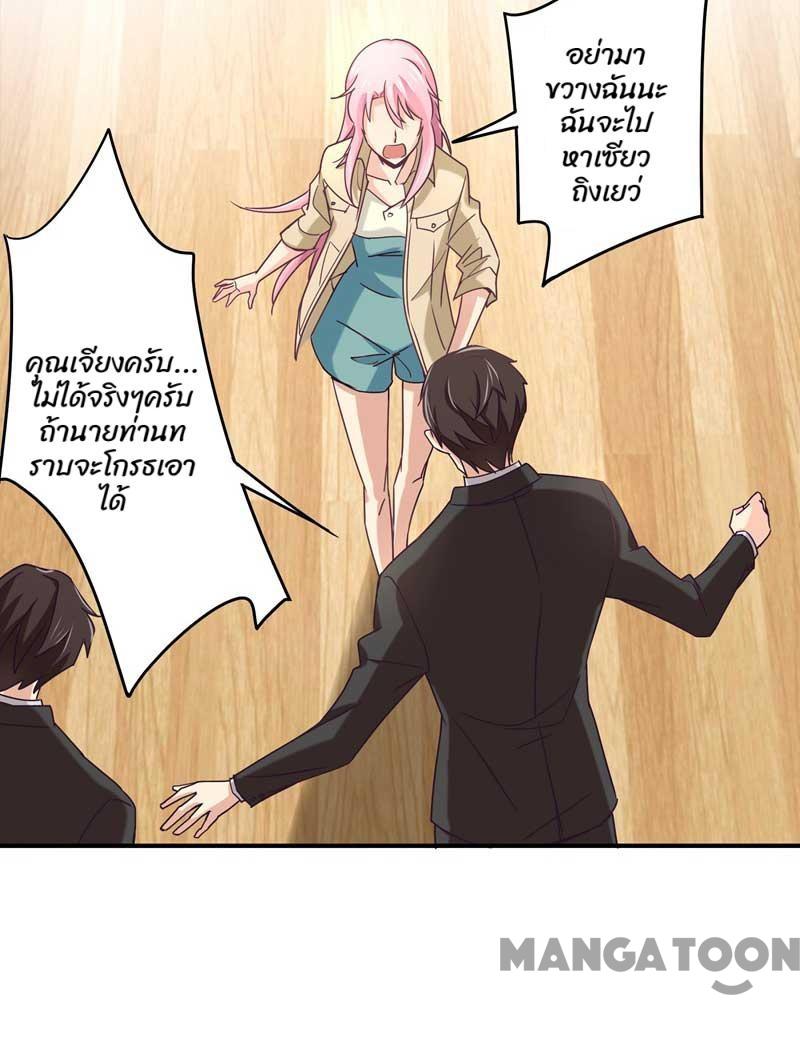 อย่ามา
ขวางฉันนะ
ฉันจะไป
หาเซียว
ถิงเยว่
คุณเจียงครับ...
ไม่ได้จริงๆครับ
ถ้านายท่านท
ราบจะโกรธเอา
ได้
MANGATOON